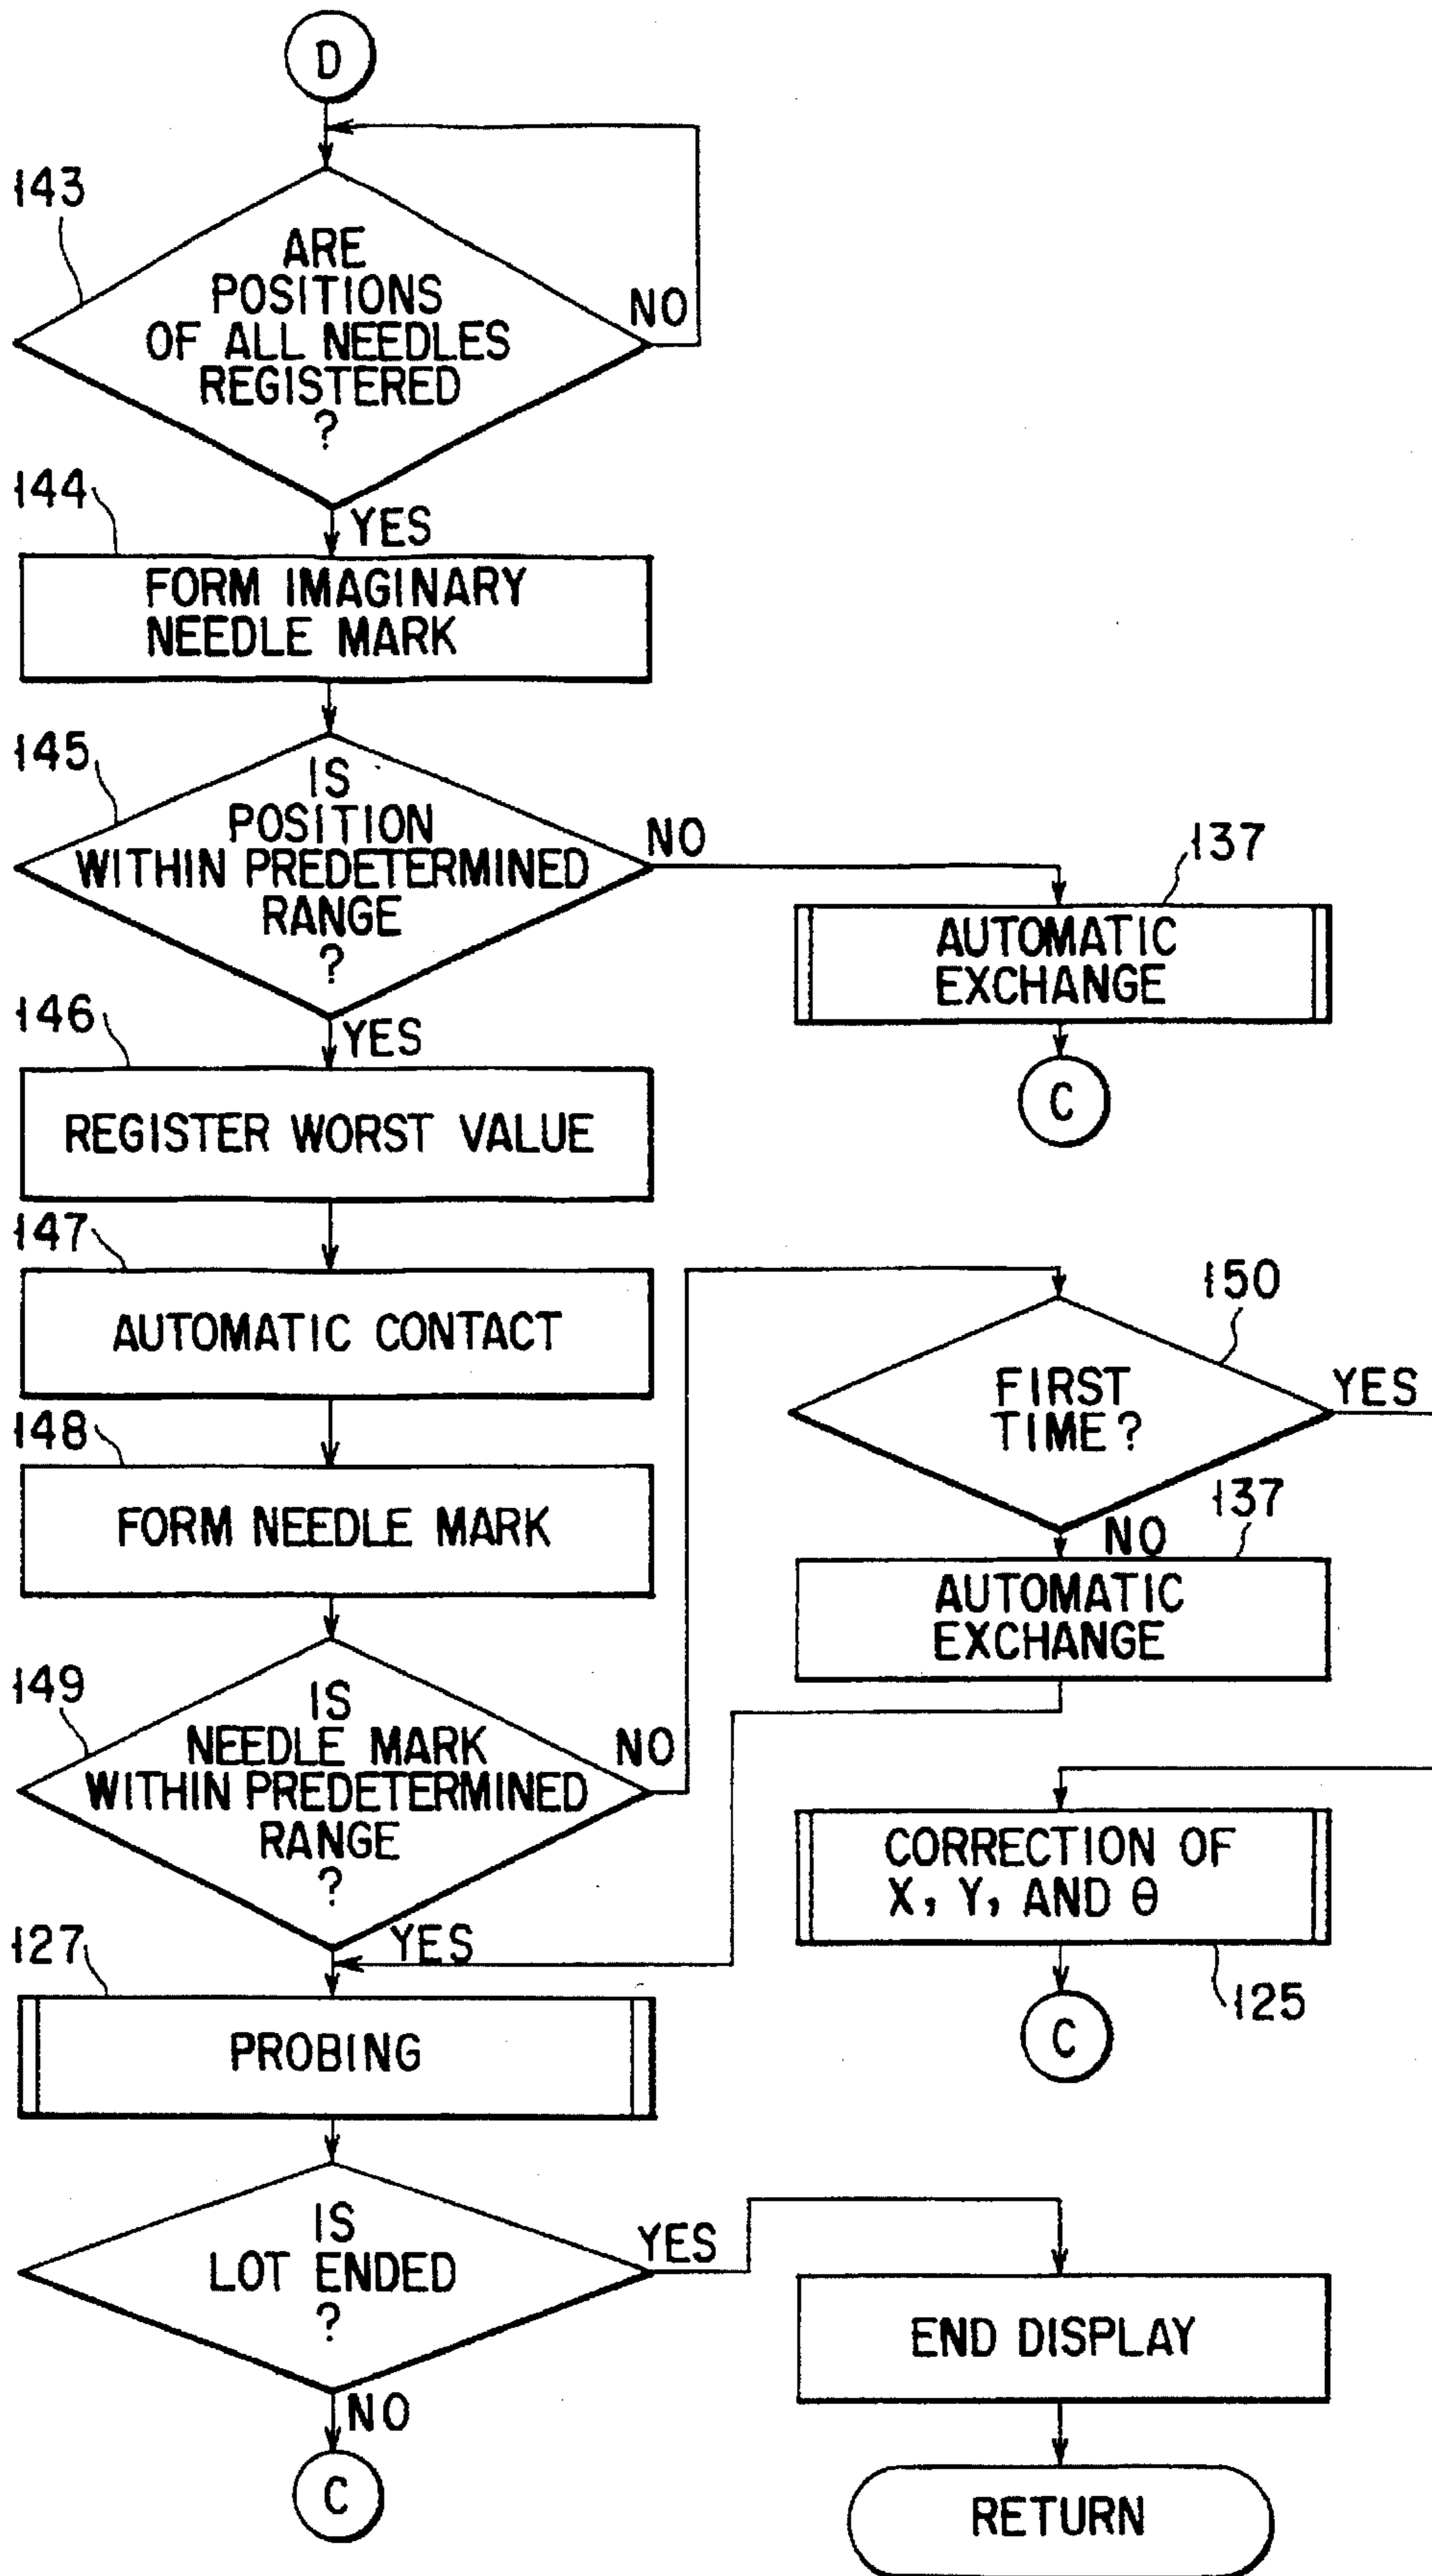 D
143
ARE
POSITIONS
OF ALL NEEDLES
REGISTERED
?
NO
YES
144
FORM IMAGINARY
NEEDLE MARK
145
IS
POSITION
WITHIN PREDETERMINED
RANGE
?
NO
YES
137
AUTOMATIC
EXCHANGE
C
146
REGISTER WORST VALUE
147
AUTOMATIC CONTACT
148
FORM NEEDLE MARK
149
IS
NEEDLE MARK
WITHIN PREDETERMINED
RANGE
?
NO
YES
150
FIRST
TIME?
YES
NO
137
AUTOMATIC
EXCHANGE
CORRECTION OF
X, Y, AND θ
125
C
127
PROBING
IS
LOT ENDED
?
YES
NO
C
END DISPLAY
RETURN